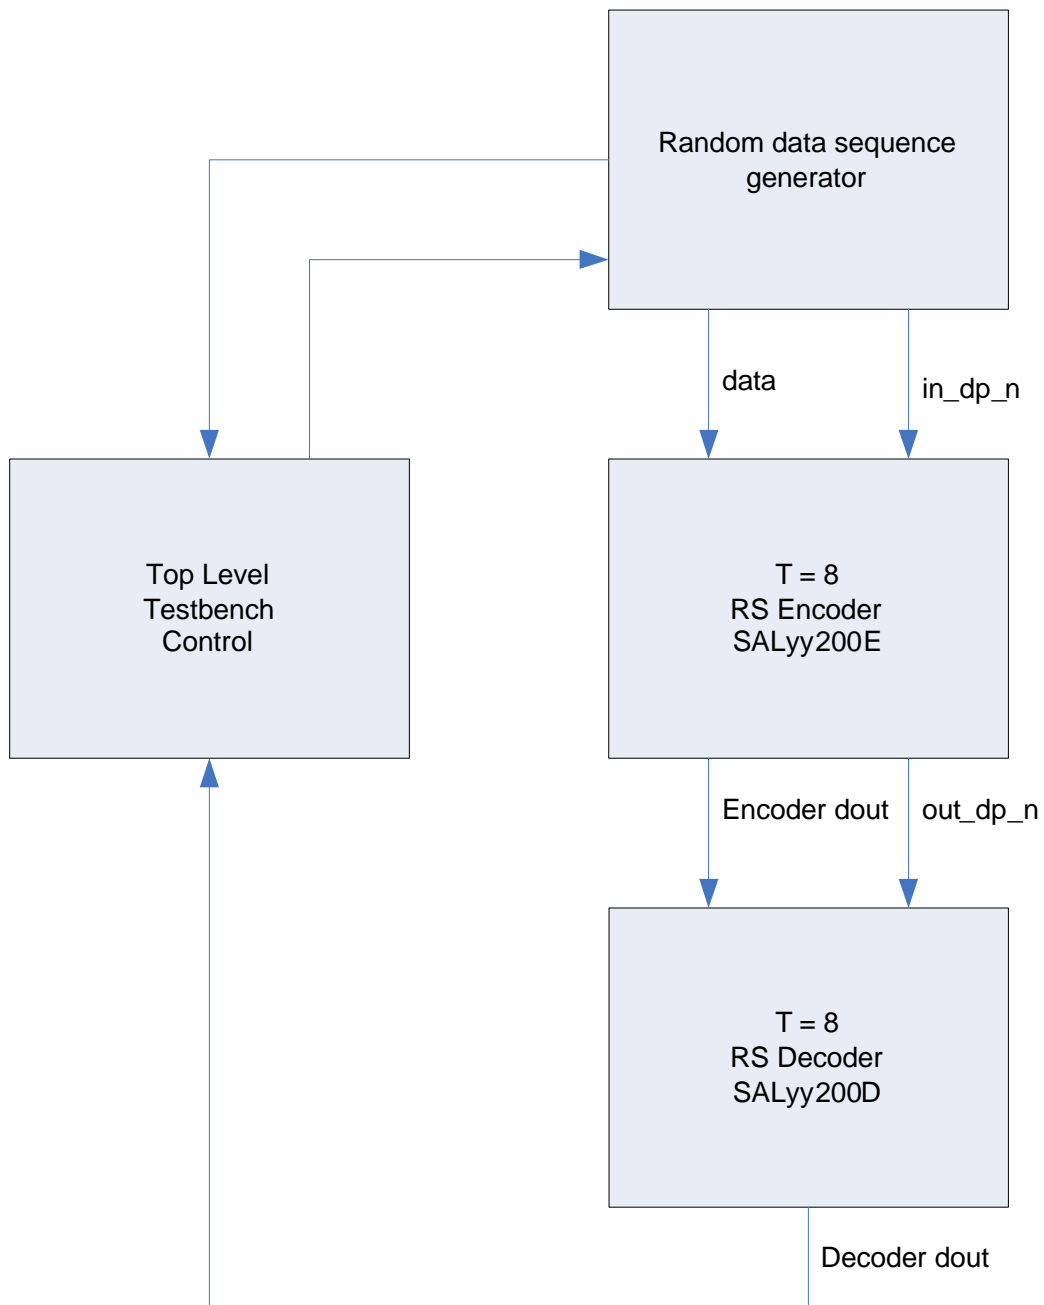 Random data sequence
generator
data
in_dp_n
Top Level
Testbench
Control
T = 8
RS Encoder
SALyy200E
Encoder dout
out_dp_n
T = 8
RS Decoder
SALyy200D
Decoder dout